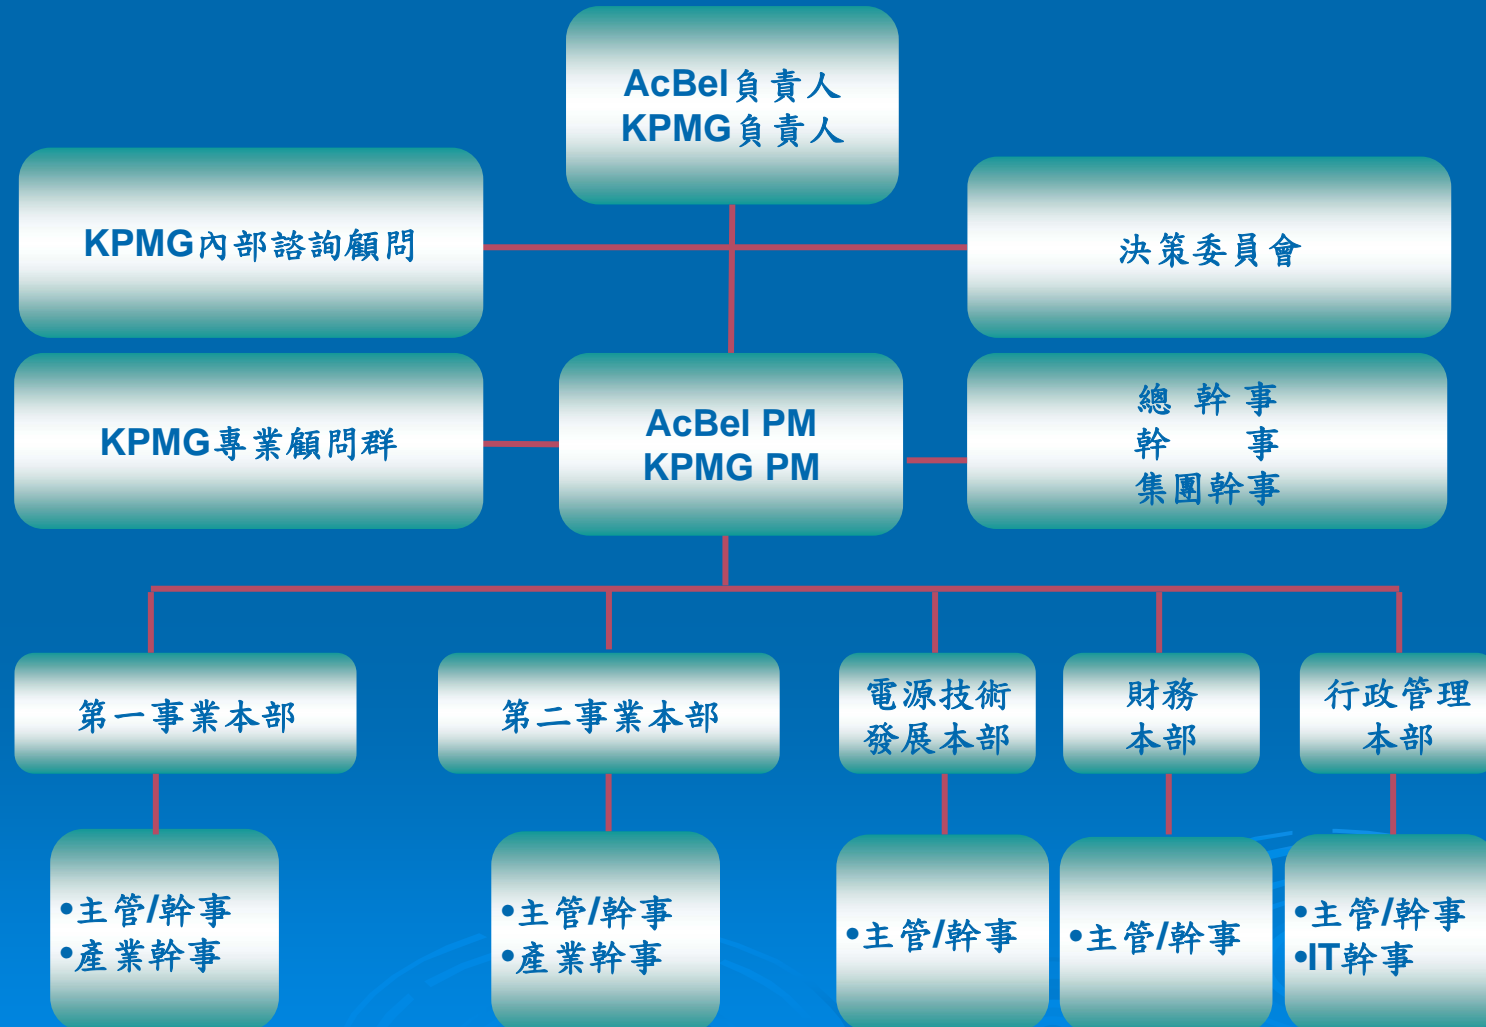 AcBel負責人
KPMG負責人
KPMG內部諮詢顧問
決策委員會
KPMG專業顧問群
AcBel PM
KPMG PM
總 幹 事
幹 事
集團幹事
第一事業本部
第二事業本部
電源技術
發展本部
財務
本部
行政管理
本部
•主管/幹事
•產業幹事
•主管/幹事
•產業幹事
•主管/幹事
•主管/幹事
•主管/幹事
•IT幹事